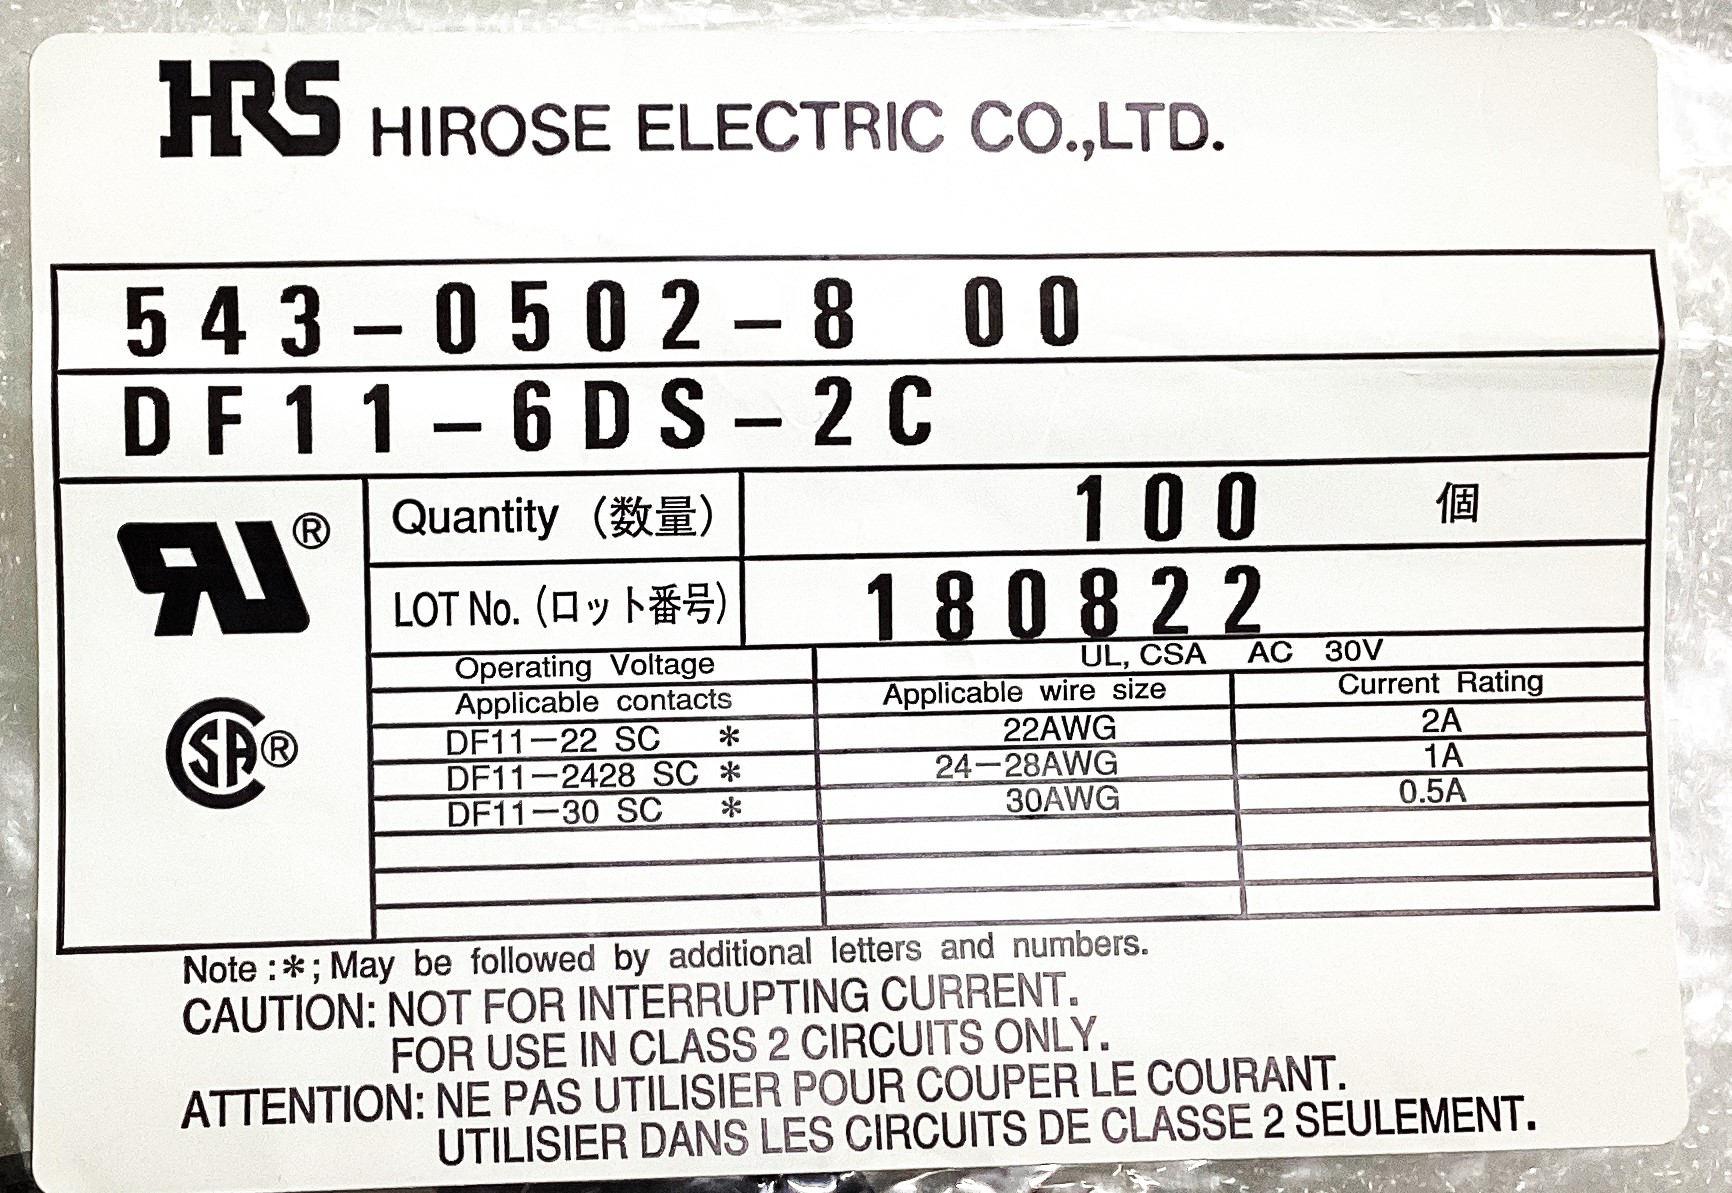 HRS HIROSE ELECTRIC CO.,LTD.
543-0502-8 00
DF11-6DS-2C
Quantity (数量) 100 個
LOT No. (ロット番号) 180822
Operating Voltage UL, CSA AC 30V
Applicable contacts Applicable wire size Current Rating
DF11-22 SC * 22AWG 2A
DF11-2428 SC * 24-28AWG 1A
DF11-30 SC * 30AWG 0.5A
RU®
CSA®
Note :*; May be followed by additional letters and numbers.
CAUTION: NOT FOR INTERRUPTING CURRENT.
FOR USE IN CLASS 2 CIRCUITS ONLY.
ATTENTION: NE PAS UTILISIER POUR COUPER LE COURANT.
UTILISIER DANS LES CIRCUITS DE CLASSE 2 SEULEMENT.